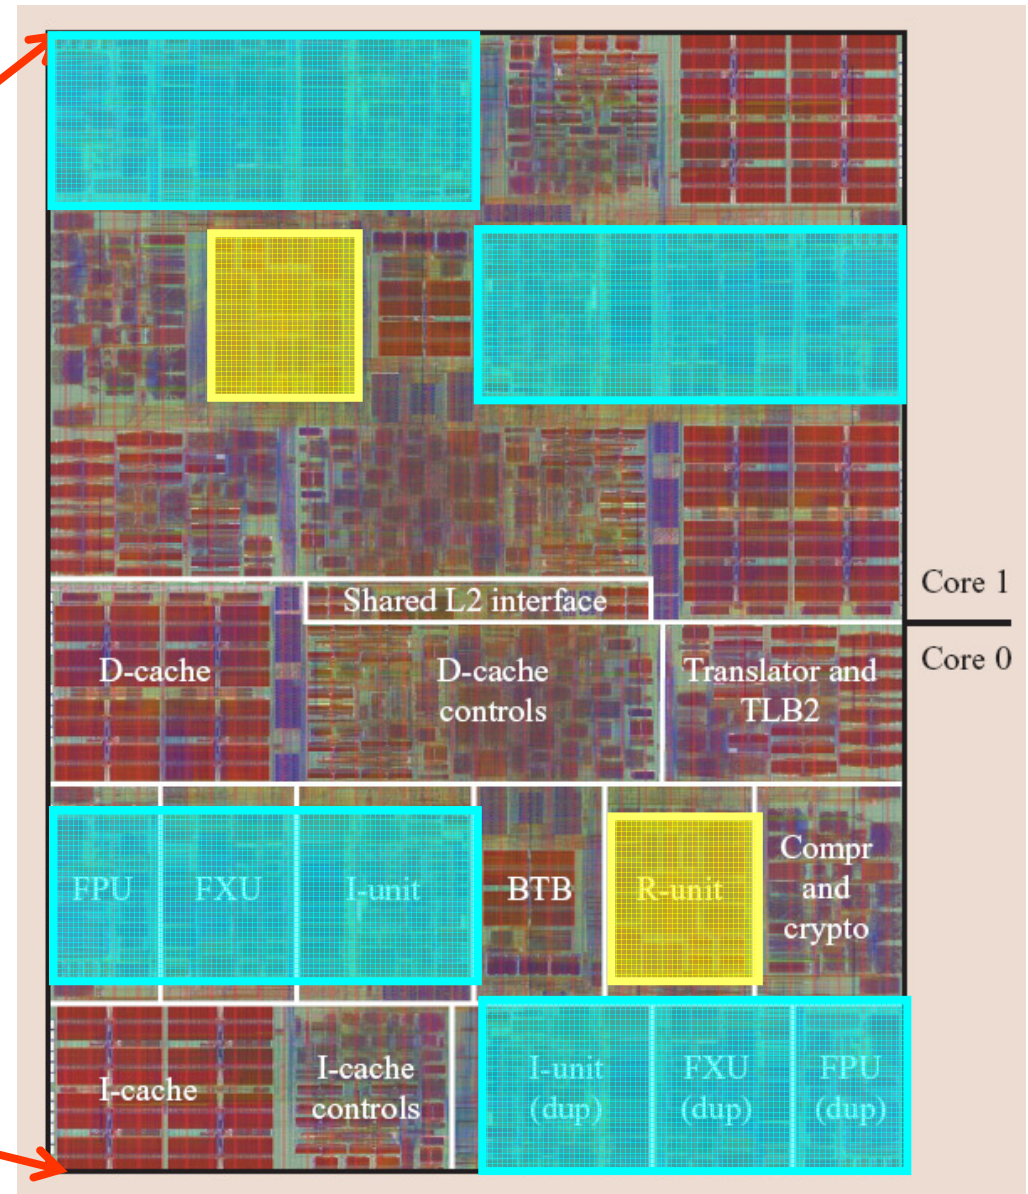 Core 1
Shared L2 interface
Core 0
D-cache
D-cache
controls
Translator and
TLB2
FPU
FXU
I-unit
BTB
R-unit
Compr
and
crypto
I-cache
I-cache
controls
I-unit
(dup)
FXU
(dup)
FPU
(dup)